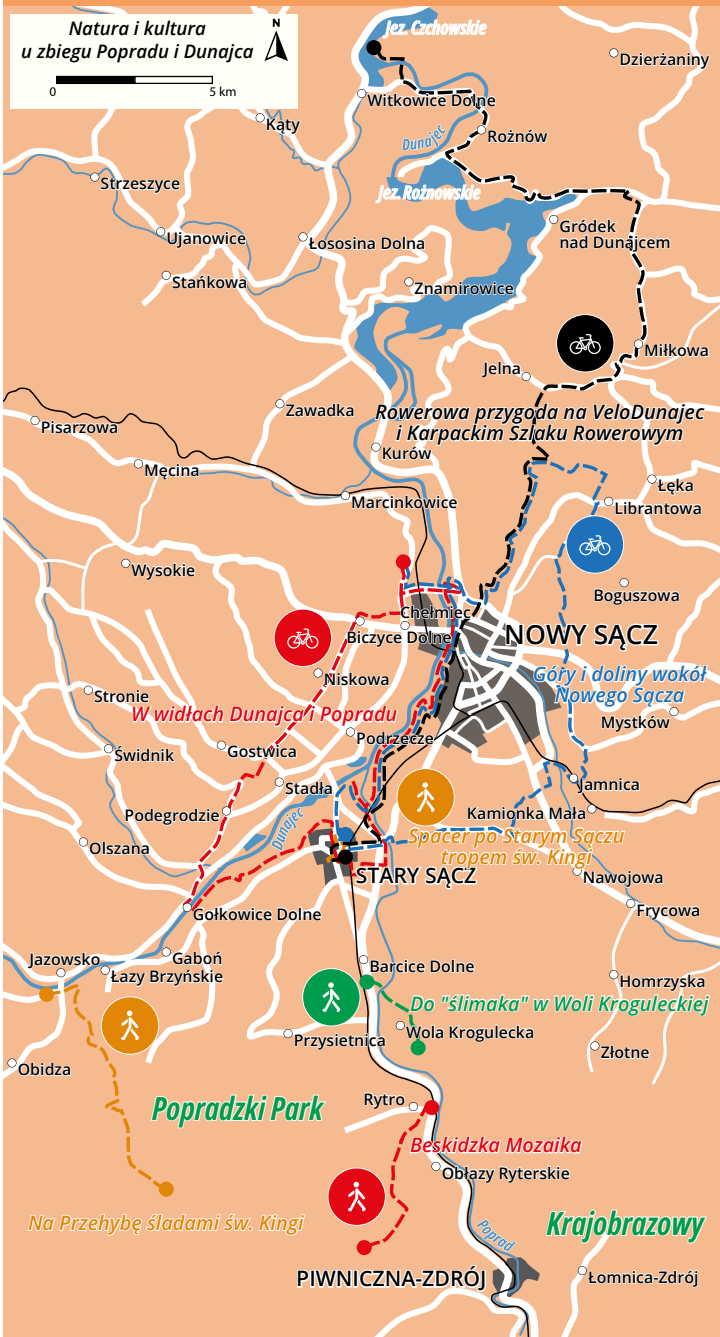 Natura i kultura
u zbiegu Popradu i Dunajca
N
0
5 km
Jez. Czchowskie
Dzierżaniny
Witkowice Dolne
Kąty
Rożnów
Dunajec
Strzeszyce
Jez. Rożnowskie
Gródek
nad Dunajcem
Ujanowice
Łososina Dolna
Stańkowa
Znamirowice
Miłkowa
Jelna
Zawadka
Rowerowa przygoda na VeloDunajec
i Karpackim Szlaku Rowerowym
Pisarzowa
Kurów
Męcina
Łęka
Marcinkowice
Librantowa
Wysokie
Boguszowa
Chełmiec
Biczyce Dolne
NOWY SĄCZ
Niskowa
Góry i doliny wokół
Nowego Sącza
Stronie
W widłach Dunajca i Popradu
Mystków
Podrzecze
Gostwica
Świdnik
Stadła
Jamnica
Podegrodzie
Kamionka Mała
Dunajec
Olszana
Spacer po Starym Sączu
tropem św. Kingi
STARY SĄCZ
Nawojowa
Gołkowice Dolne
Frycowa
Jazowsko
Gaboń
Łazy Brzyńskie
Barcice Dolne
Homrzyska
Do "ślimaka" w Woli Kroguleckiej
Wola Krogulecka
Przysietnica
Złotne
Obidza
Rytro
Popradzki Park
Beskidzka Mozaika
Obłazy Ryterskie
Na Przehybę śladami św. Kingi
Krajobrazowy
Poprad
PIWNICZNA-ZDRÓJ
Łomnica-Zdrój